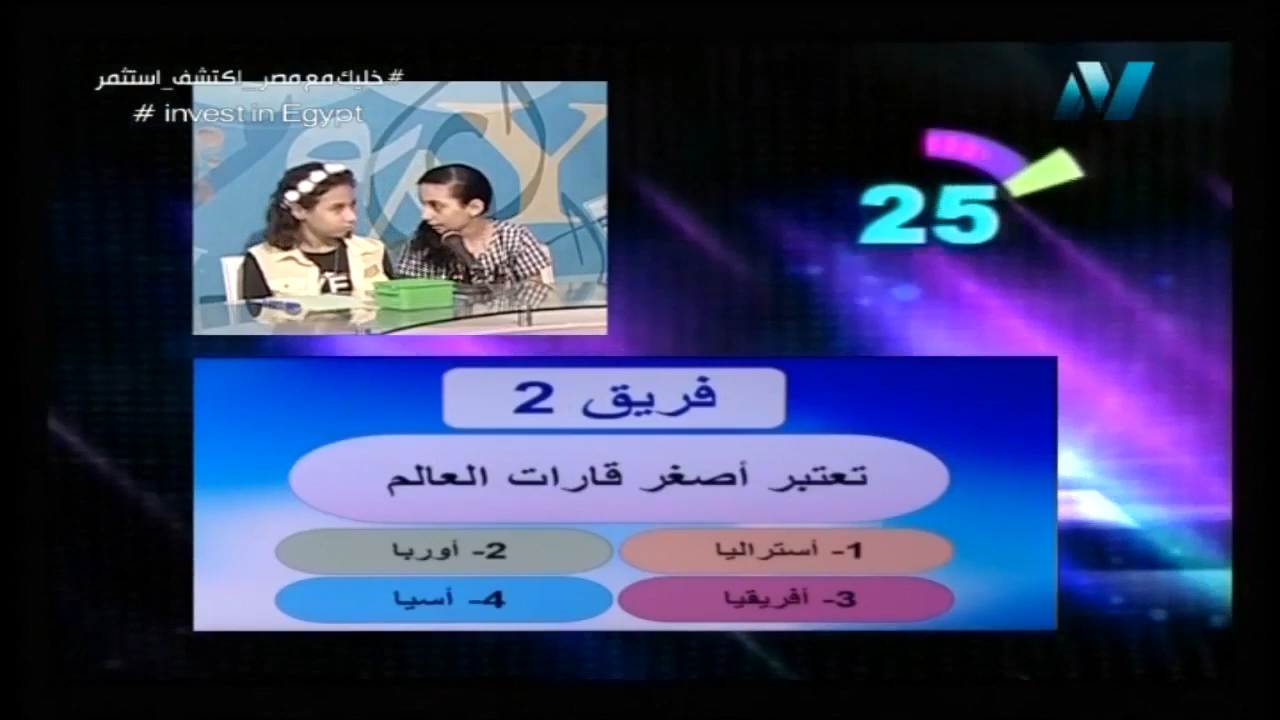 #خليك_مع_مصر_اكتشف_استثمر
# invest in Egypt
25
فريق 2
تعتبر أصغر قارات العالم
1- أستراليا
2- أوربا
3- أفريقيا
4- أسيا